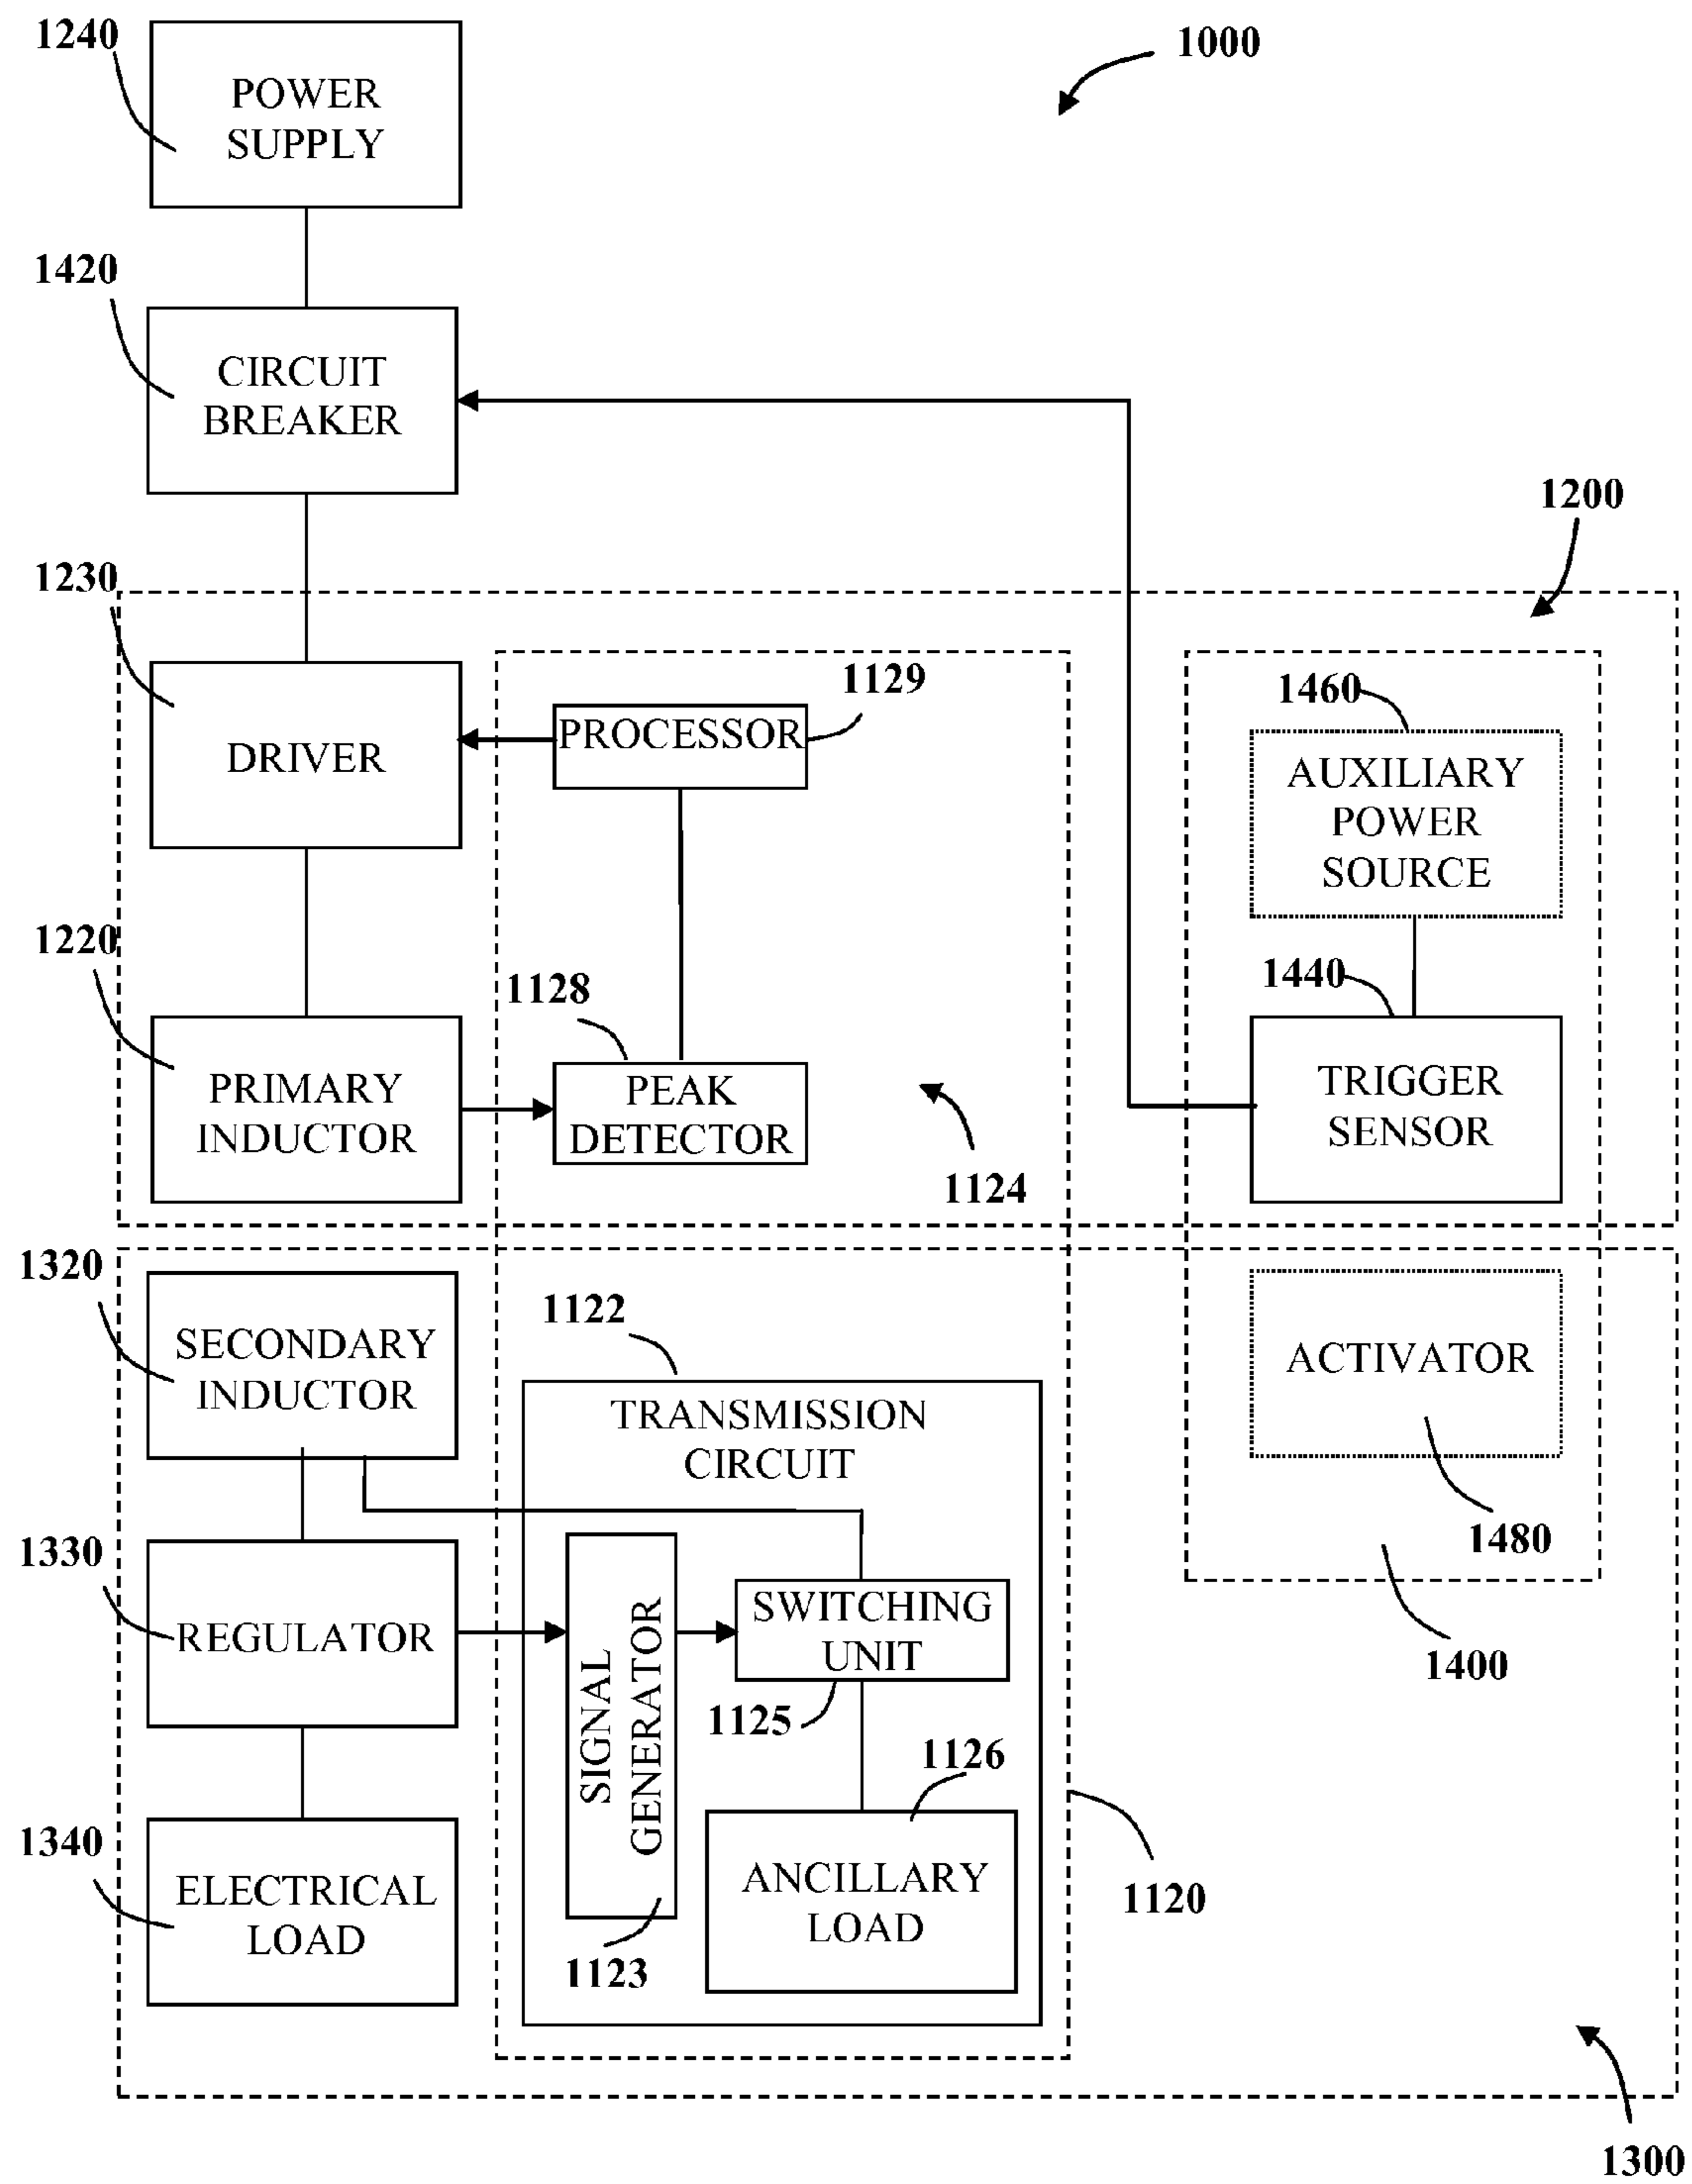 1240
POWER
SUPPLY
1000
1420
CIRCUIT
BREAKER
1200
1230
DRIVER
PROCESSOR
1129
1460
AUXILIARY
POWER
SOURCE
1220
PRIMARY
INDUCTOR
1128
PEAK
DETECTOR
1124
1440
TRIGGER
SENSOR
1320
SECONDARY
INDUCTOR
1122
TRANSMISSION
CIRCUIT
ACTIVATOR
1480
1400
1330
REGULATOR
SIGNAL
GENERATOR
1123
SWITCHING
UNIT
1125
1126
ANCILLARY
LOAD
1120
1340
ELECTRICAL
LOAD
1300